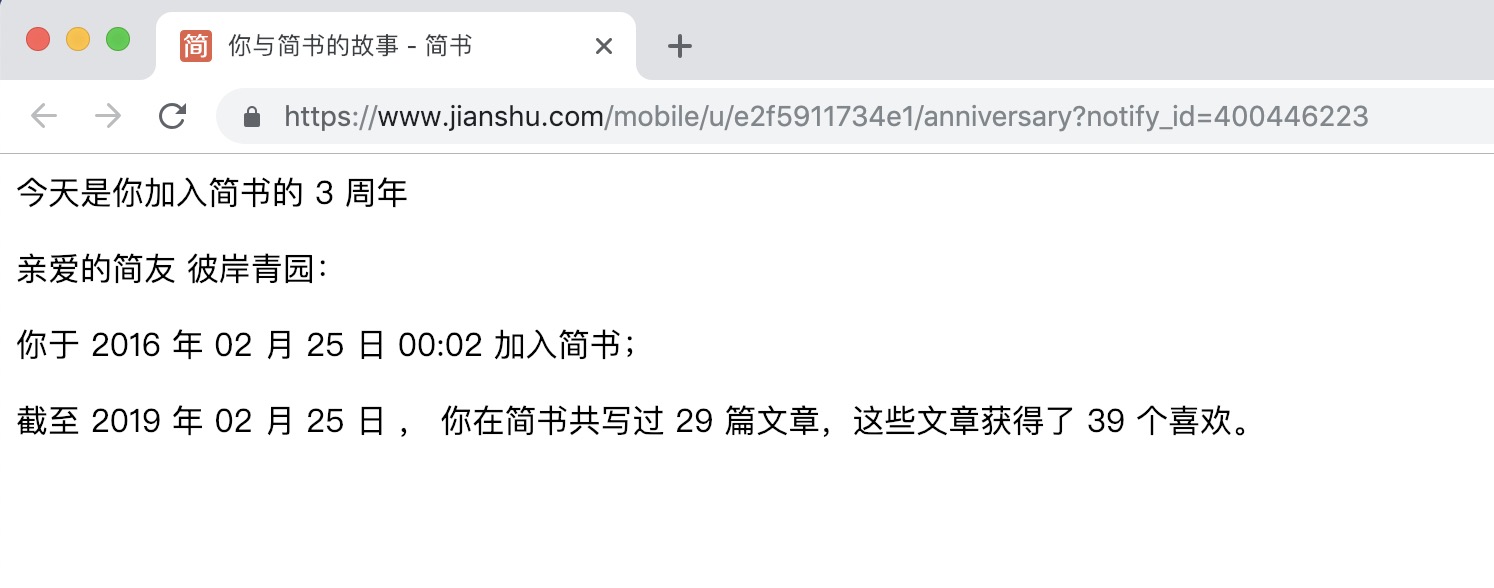 简 你与简书的故事 - 简书
https://www.jianshu.com/mobile/u/e2f5911734e1/anniversary?notify_id=400446223
今天是你加入简书的 3 周年
亲爱的简友 彼岸青园：
你于 2016 年 02 月 25 日 00:02 加入简书；
截至 2019 年 02 月 25 日 ， 你在简书共写过 29 篇文章，这些文章获得了 39 个喜欢。